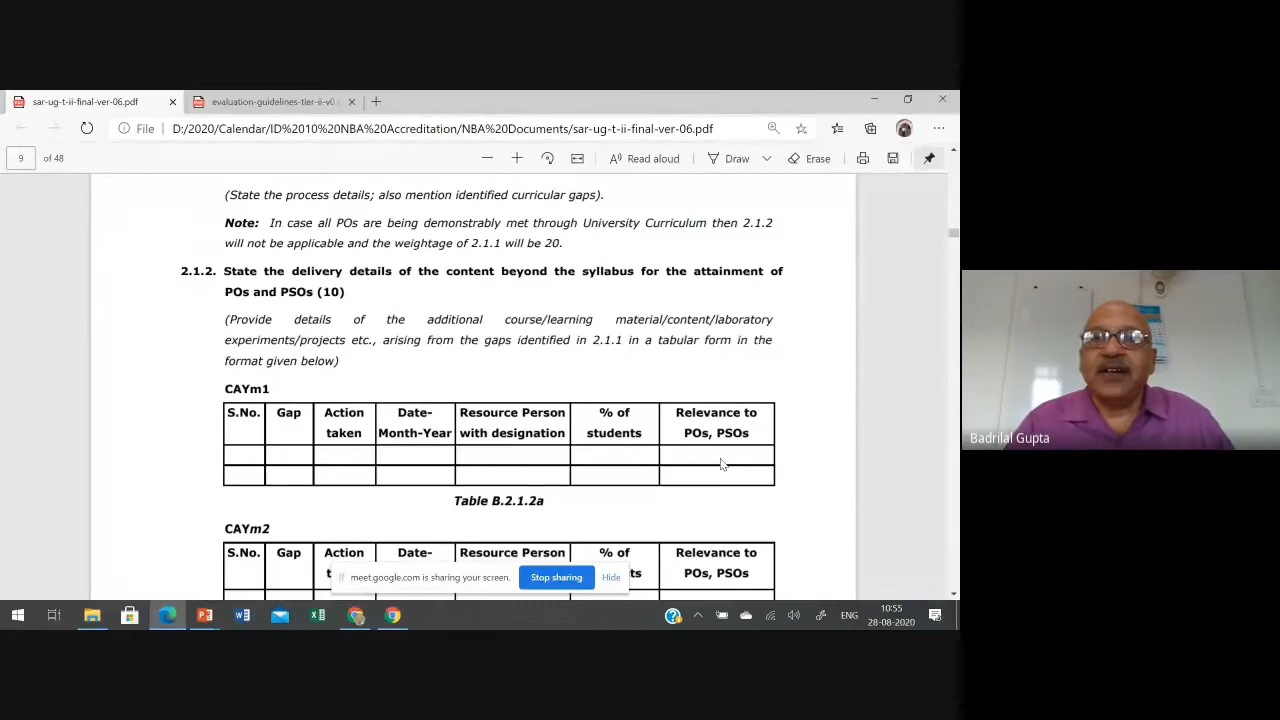 sar-ug-t-ii-final-ver-06.pdf
evaluation-guidelines-tier-ii-v0
File D:/2020/Calendar/ID%2010%20NBA%20Accreditation/NBA%20Documents/sar-ug-t-ii-final-ver-06.pdf
9 of 48 Read aloud Draw Erase
(State the process details; also mention identified curricular gaps).
Note: In case all POs are being demonstrably met through University Curriculum then 2.1.2
will not be applicable and the weightage of 2.1.1 will be 20.
2.1.2. State the delivery details of the content beyond the syllabus for the attainment of
POs and PSOs (10)
(Provide details of the additional course/learning material/content/laboratory
experiments/projects etc., arising from the gaps identified in 2.1.1 in a tabular form in the
format given below)
CAYm1
S.No. Gap Action Date- Resource Person % of Relevance to
taken Month-Year with designation students POs, PSOs
Table B.2.1.2a
CAYm2
S.No. Gap Action Date- Resource Person % of Relevance to
POs, PSOs
meet.google.com is sharing your screen. Stop sharing Hide
ENG
10:55
28-08-2020
Badrilal Gupta